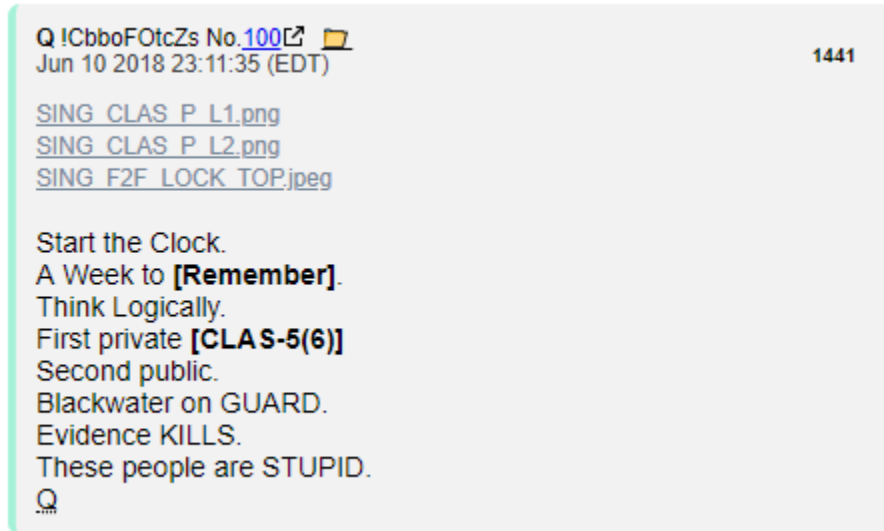 Q !CbboFOtcZs No.100
Jun 10 2018 23:11:35 (EDT)
1441
SING_CLAS_P_L1.png
SING_CLAS_P_L2.png
SING_F2F_LOCK_TOP.jpeg
Start the Clock.
A Week to [Remember].
Think Logically.
First private [CLAS-5(6)]
Second public.
Blackwater on GUARD.
Evidence KILLS.
These people are STUPID.
Q